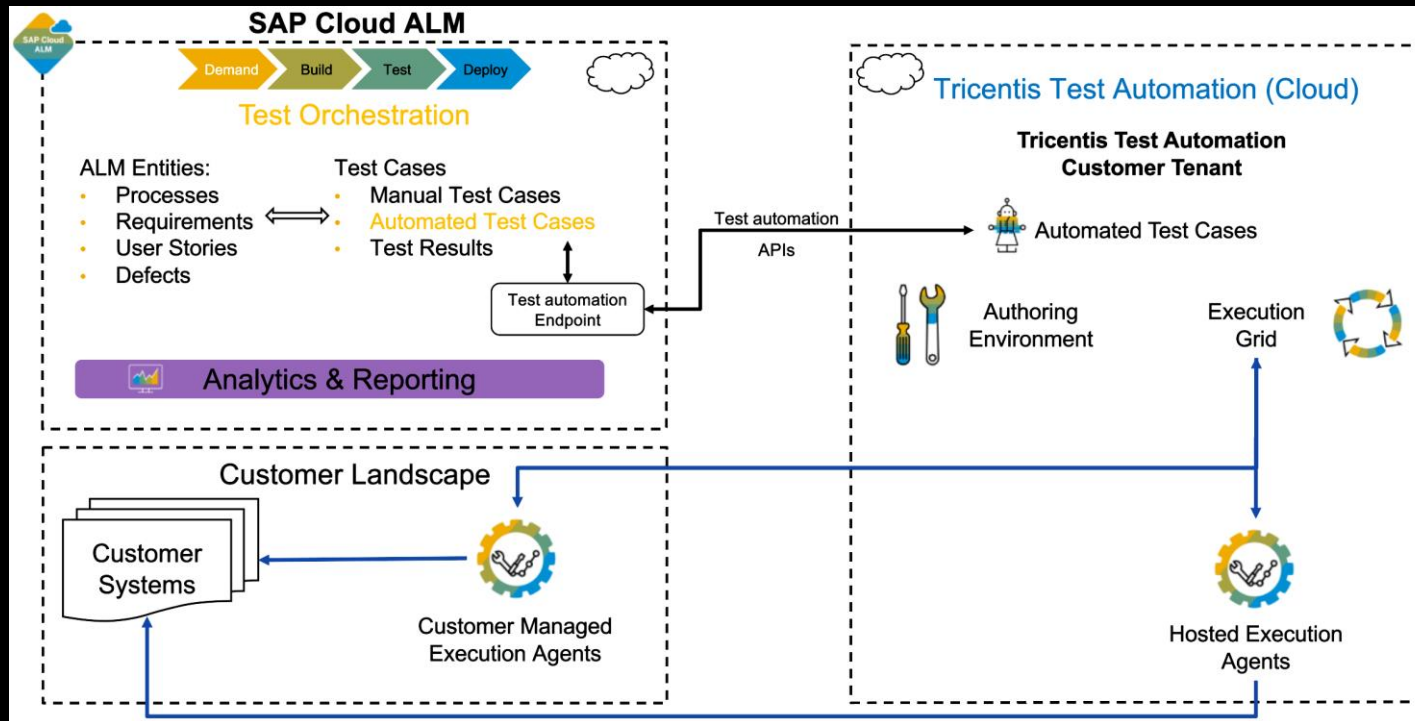 SAP Cloud
ALM
SAP Cloud ALM
Demand
Build
Test
Deploy
Test Orchestration
ALM Entities:
• Processes
• Requirements
• User Stories
• Defects
Test Cases
• Manual Test Cases
• Automated Test Cases
• Test Results
Test automation
Endpoint
Analytics & Reporting
Test automation
APIs
Tricentis Test Automation (Cloud)
Tricentis Test Automation
Customer Tenant
Automated Test Cases
Authoring
Environment
Execution
Grid
Customer Landscape
Customer
Systems
Customer Managed
Execution Agents
Hosted Execution
Agents